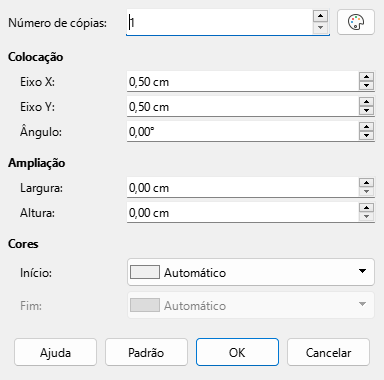 Número de cópias: 1
Colocação
Eixo X: 0,50 cm
Eixo Y: 0,50 cm
Ângulo: 0,00°
Ampliação
Largura: 0,00 cm
Altura: 0,00 cm
Cores
Início: Automático
Fim: Automático
Ajuda Padrão OK Cancelar